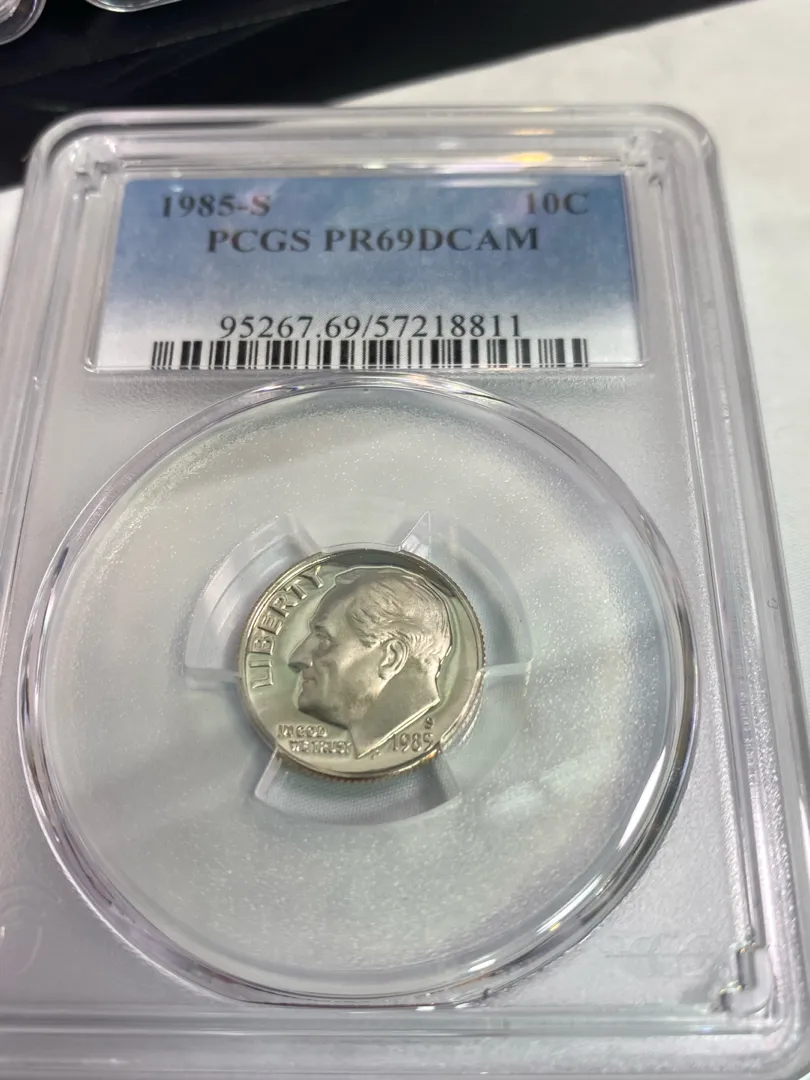 1985-S 10C
PCGS PR69DCAM
95267.69/57218811
LIBERTY
IN GOD
WE TRUST
S
1985